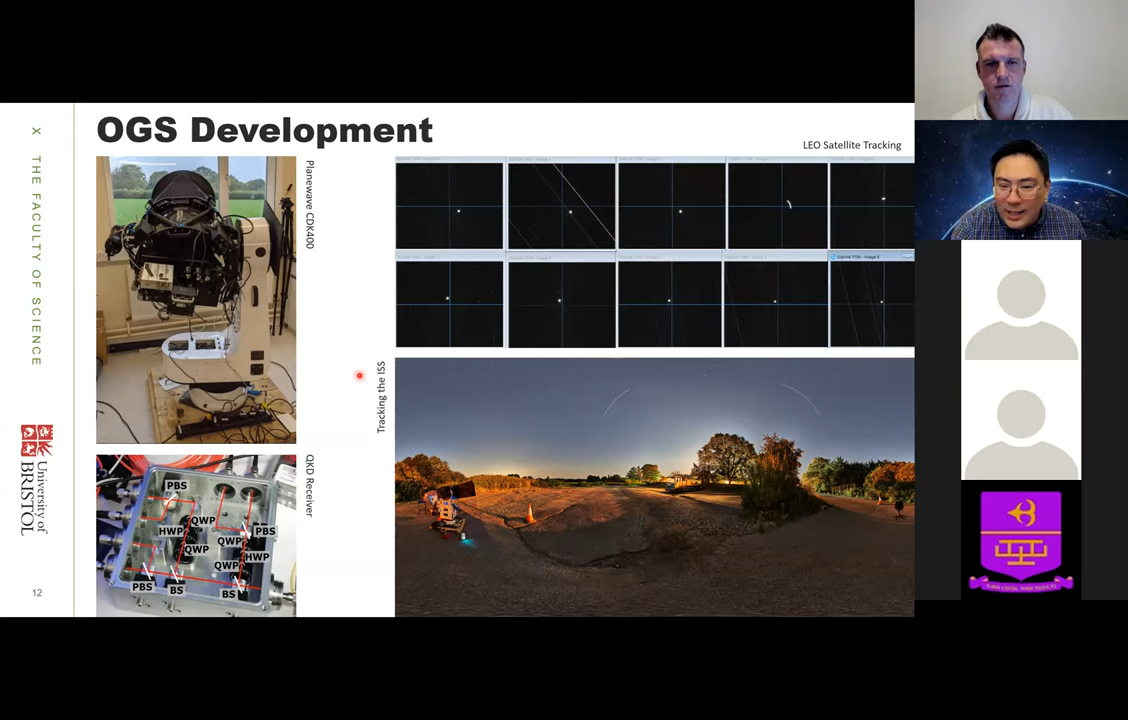 OGS Development
LEO Satellite Tracking
X THE FACULTY OF SCIENCE
Planewave CDK400
Tracking the ISS
QKD Receiver
PBS
QWP
HWP
PBS
QWP
QWP
HWP
QWP
PBS
BS
BS
University of
BRISTOL
12